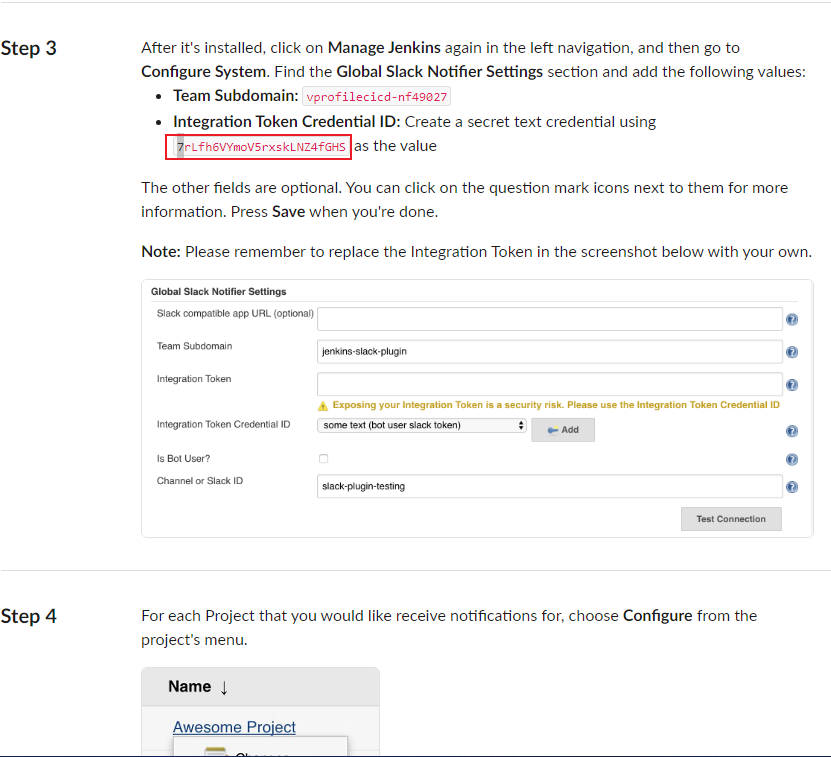 Step 3
After it's installed, click on Manage Jenkins again in the left navigation, and then go to
Configure System. Find the Global Slack Notifier Settings section and add the following values:
• Team Subdomain: vprofilecicd-nf49027
• Integration Token Credential ID: Create a secret text credential using
7rLfh6VYmoV5rxskLNZ4fGHS as the value
The other fields are optional. You can click on the question mark icons next to them for more
information. Press Save when you're done.
Note: Please remember to replace the Integration Token in the screenshot below with your own.
Global Slack Notifier Settings
Slack compatible app URL (optional)
Team Subdomain jenkins-slack-plugin
Integration Token
Exposing your Integration Token is a security risk. Please use the Integration Token Credential ID
Integration Token Credential ID some text (bot user slack token) Add
Is Bot User?
Channel or Slack ID slack-plugin-testing
Test Connection
Step 4
For each Project that you would like receive notifications for, choose Configure from the
project's menu.
Name ↓
Awesome Project